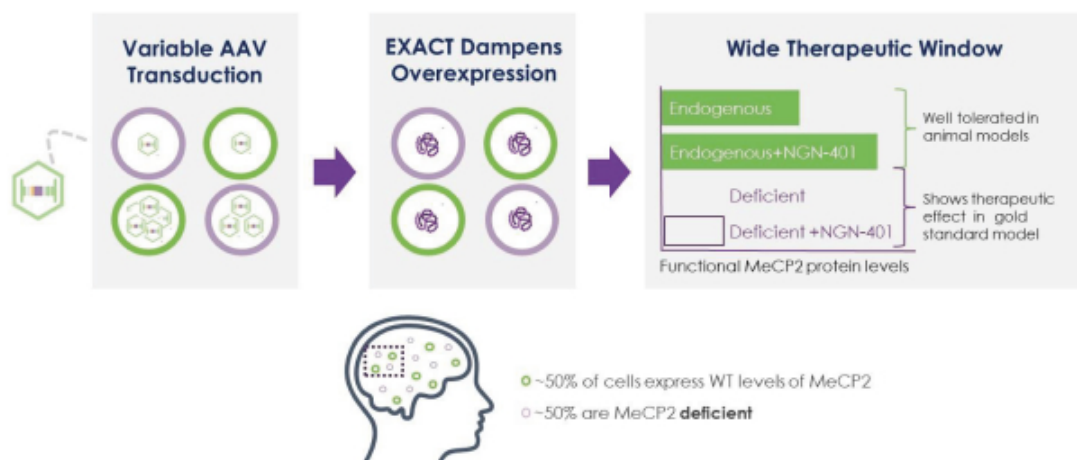 Variable AAV
Transduction
EXACT Dampens
Overexpression
Wide Therapeutic Window
Endogenous
Endogenous+NGN-401
Deficient
Deficient +NGN-401
Functional MeCP2 protein levels
Well tolerated in
animal models
Shows therapeutic
effect in gold
standard model
~50% of cells express WT levels of MeCP2
~50% are MeCP2 deficient